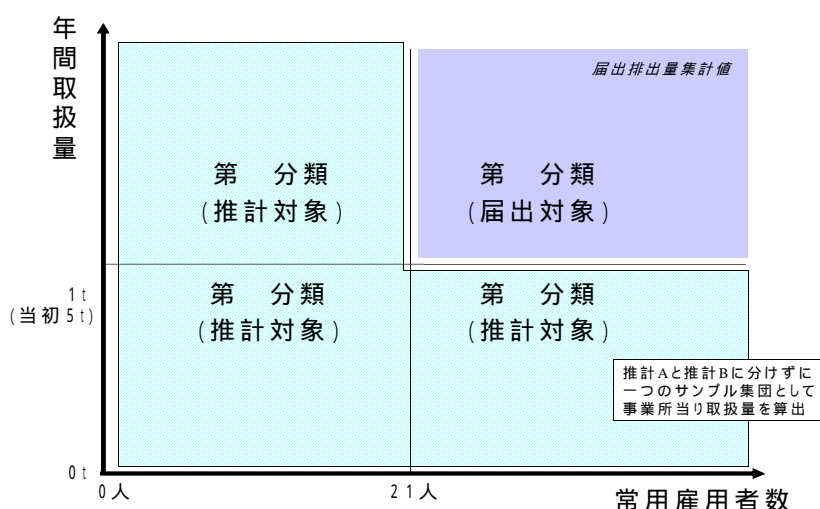 年間取扱量
届出排出量集計値
第　分類
(推計対象)
第　分類
(届出対象)
1t
(当初5t)
第　分類
(推計対象)
第　分類
(推計対象)
推計Aと推計Bに分けずに
一つのサンプル集団として
事業所当り取扱量を算出
0t
0人
21人
常用雇用者数